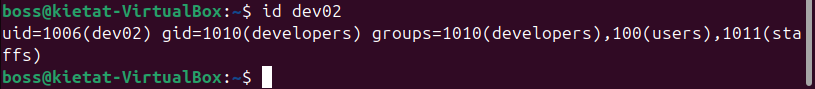 boss@kietat-VirtualBox:~$ id dev02
uid=1006(dev02) gid=1010(developers) groups=1010(developers),100(users),1011(sta
ffs)
boss@kietat-VirtualBox:~$